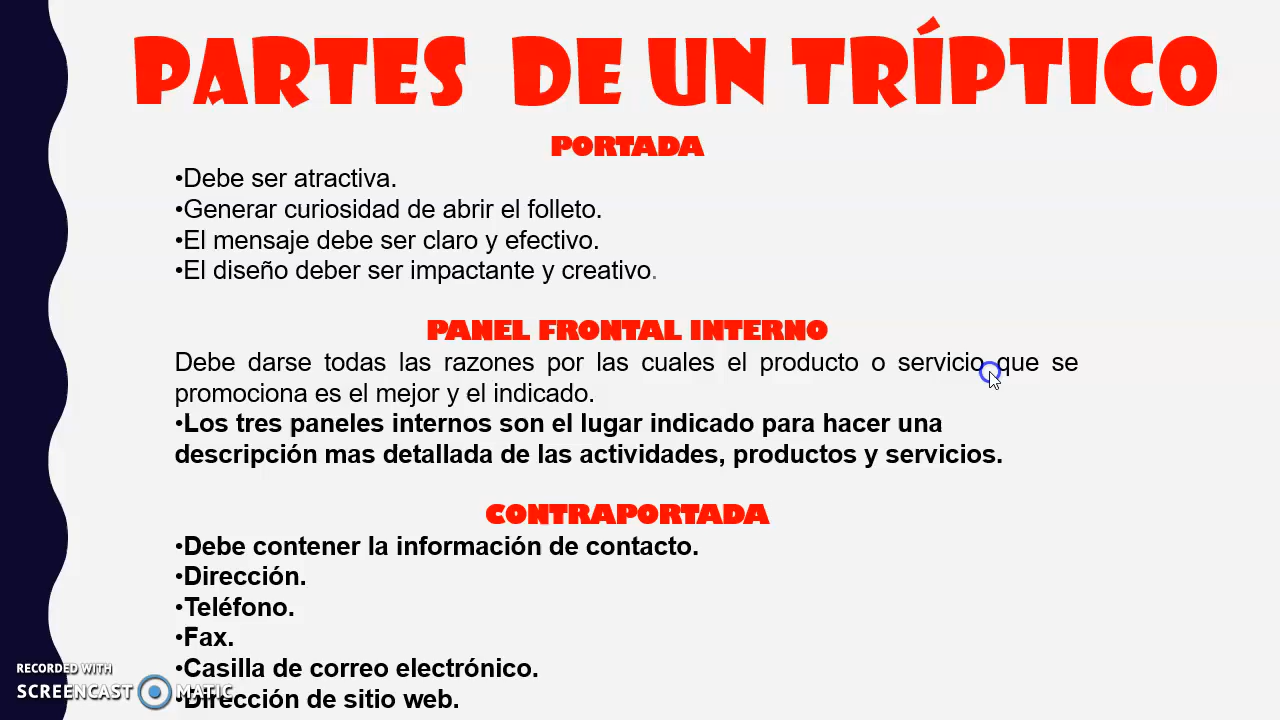 PARTES DE UN TRÍPTICO
PORTADA
•Debe ser atractiva.
•Generar curiosidad de abrir el folleto.
•El mensaje debe ser claro y efectivo.
•El diseño deber ser impactante y creativo.
PANEL FRONTAL INTERNO
Debe darse todas las razones por las cuales el producto o servicio que se
promociona es el mejor y el indicado.
•Los tres paneles internos son el lugar indicado para hacer una
descripción mas detallada de las actividades, productos y servicios.
CONTRAPORTADA
•Debe contener la información de contacto.
•Dirección.
•Teléfono.
•Fax.
•Casilla de correo electrónico.
•Dirección de sitio web.
RECORDED WITH
SCREENCAST MATIC